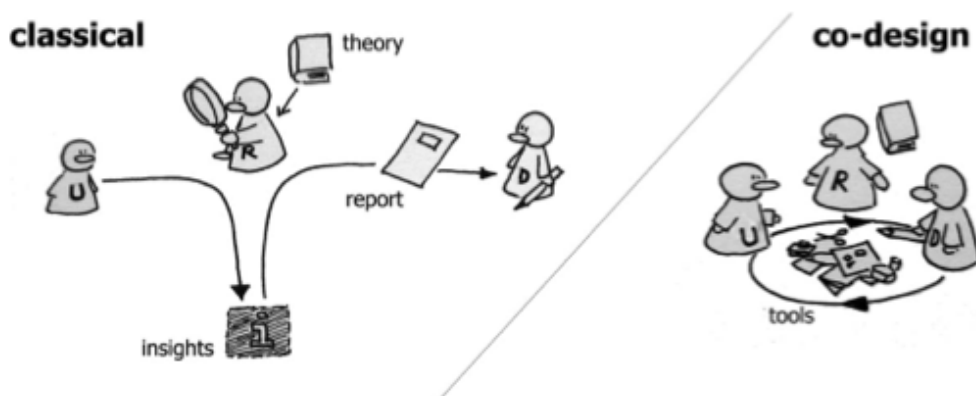 classical
theory
R
U
D
report
i
insights
co-design
R
U
D
tools